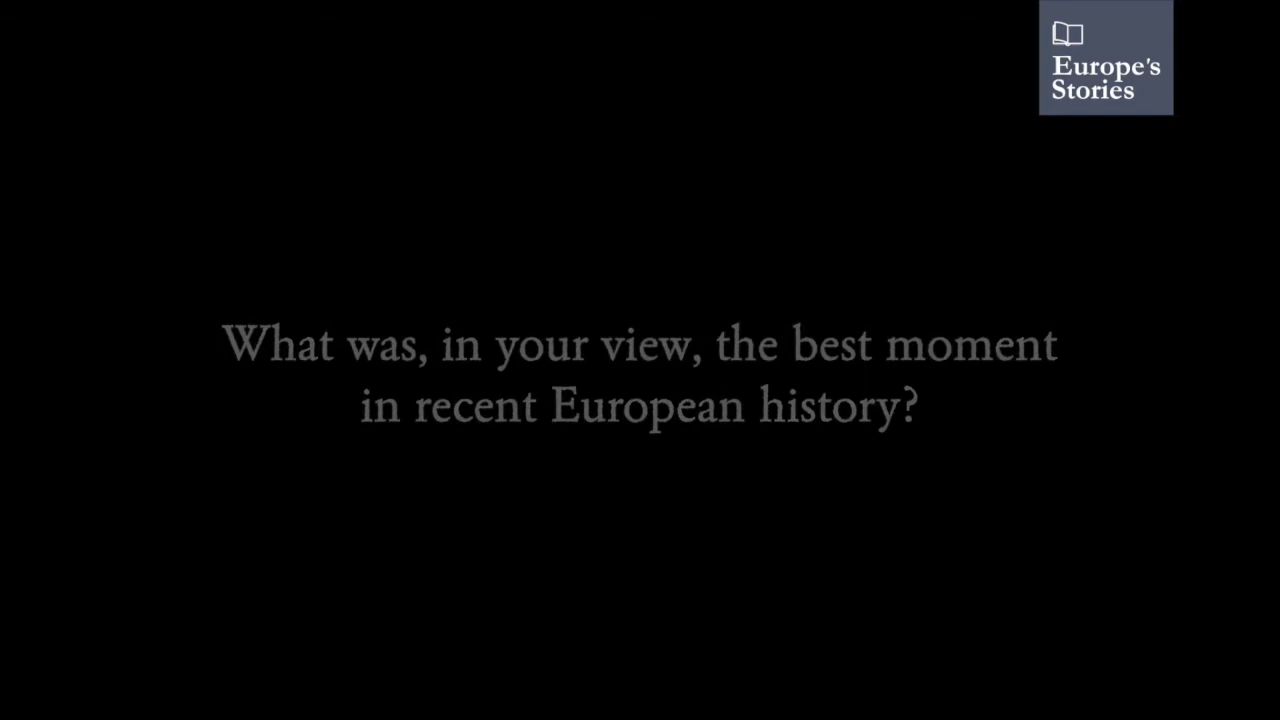 Europe's
Stories
What was, in your view, the best moment
in recent European history?